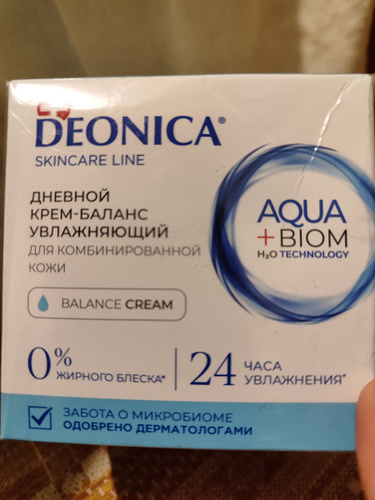 DEONICA®
SKINCARE LINE
ДНЕВНОЙ
КРЕМ-БАЛАНС
УВЛАЖНЯЮЩИЙ
ДЛЯ КОМБИНИРОВАННОЙ
КОЖИ
BALANCE CREAM
AQUA
+BIOM
H₂O TECHNOLOGY
0%
ЖИРНОГО БЛЕСКА*
24 ЧАСА
УВЛАЖНЕНИЯ*
ЗАБОТА О МИКРОБИОМЕ
ОДОБРЕНО ДЕРМАТОЛОГАМИ